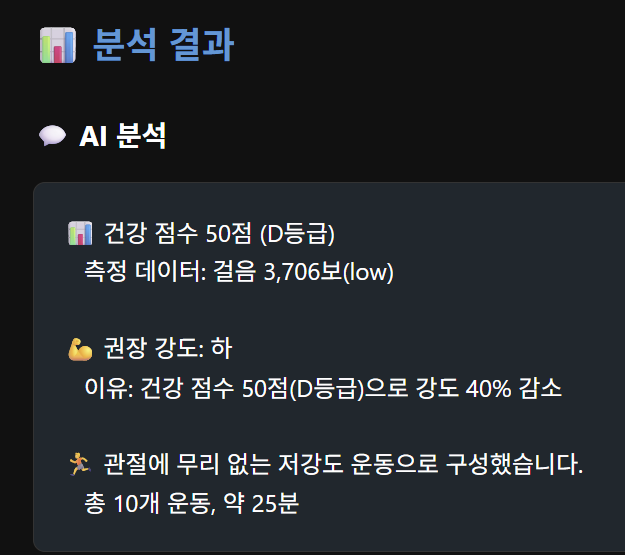 📊 분석 결과
💬 AI 분석
📊 건강 점수 50점 (D등급)
측정 데이터: 걸음 3,706보(low)
💪 권장 강도: 하
이유: 건강 점수 50점(D등급)으로 강도 40% 감소
🏃 관절에 무리 없는 저강도 운동으로 구성했습니다.
총 10개 운동, 약 25분